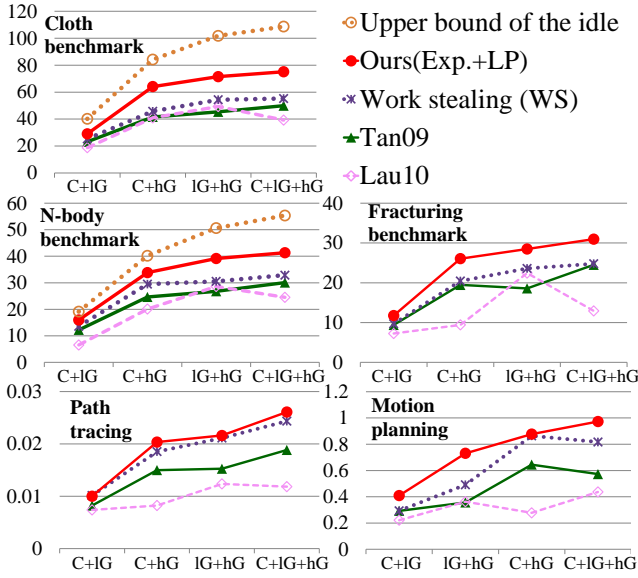 120
100
80
60
40
20
0
Cloth
benchmark
C+lG
C+hG
lG+hG
C+lG+hG
Upper bound of the idle
Ours(Exp.+LP)
Work stealing (WS)
Tan09
Lau10
60
50
40
30
20
10
0
N-body
benchmark
C+lG
C+hG
lG+hG
C+lG+hG
40
30
20
10
0
Fracturing
benchmark
C+lG
C+hG
lG+hG
C+lG+hG
0.03
0.02
0.01
0
Path
tracing
C+lG
C+hG
lG+hG
C+lG+hG
1.2
1
0.8
0.6
0.4
0.2
0
Motion
planning
C+lG
lG+hG
C+hG
C+lG+hG